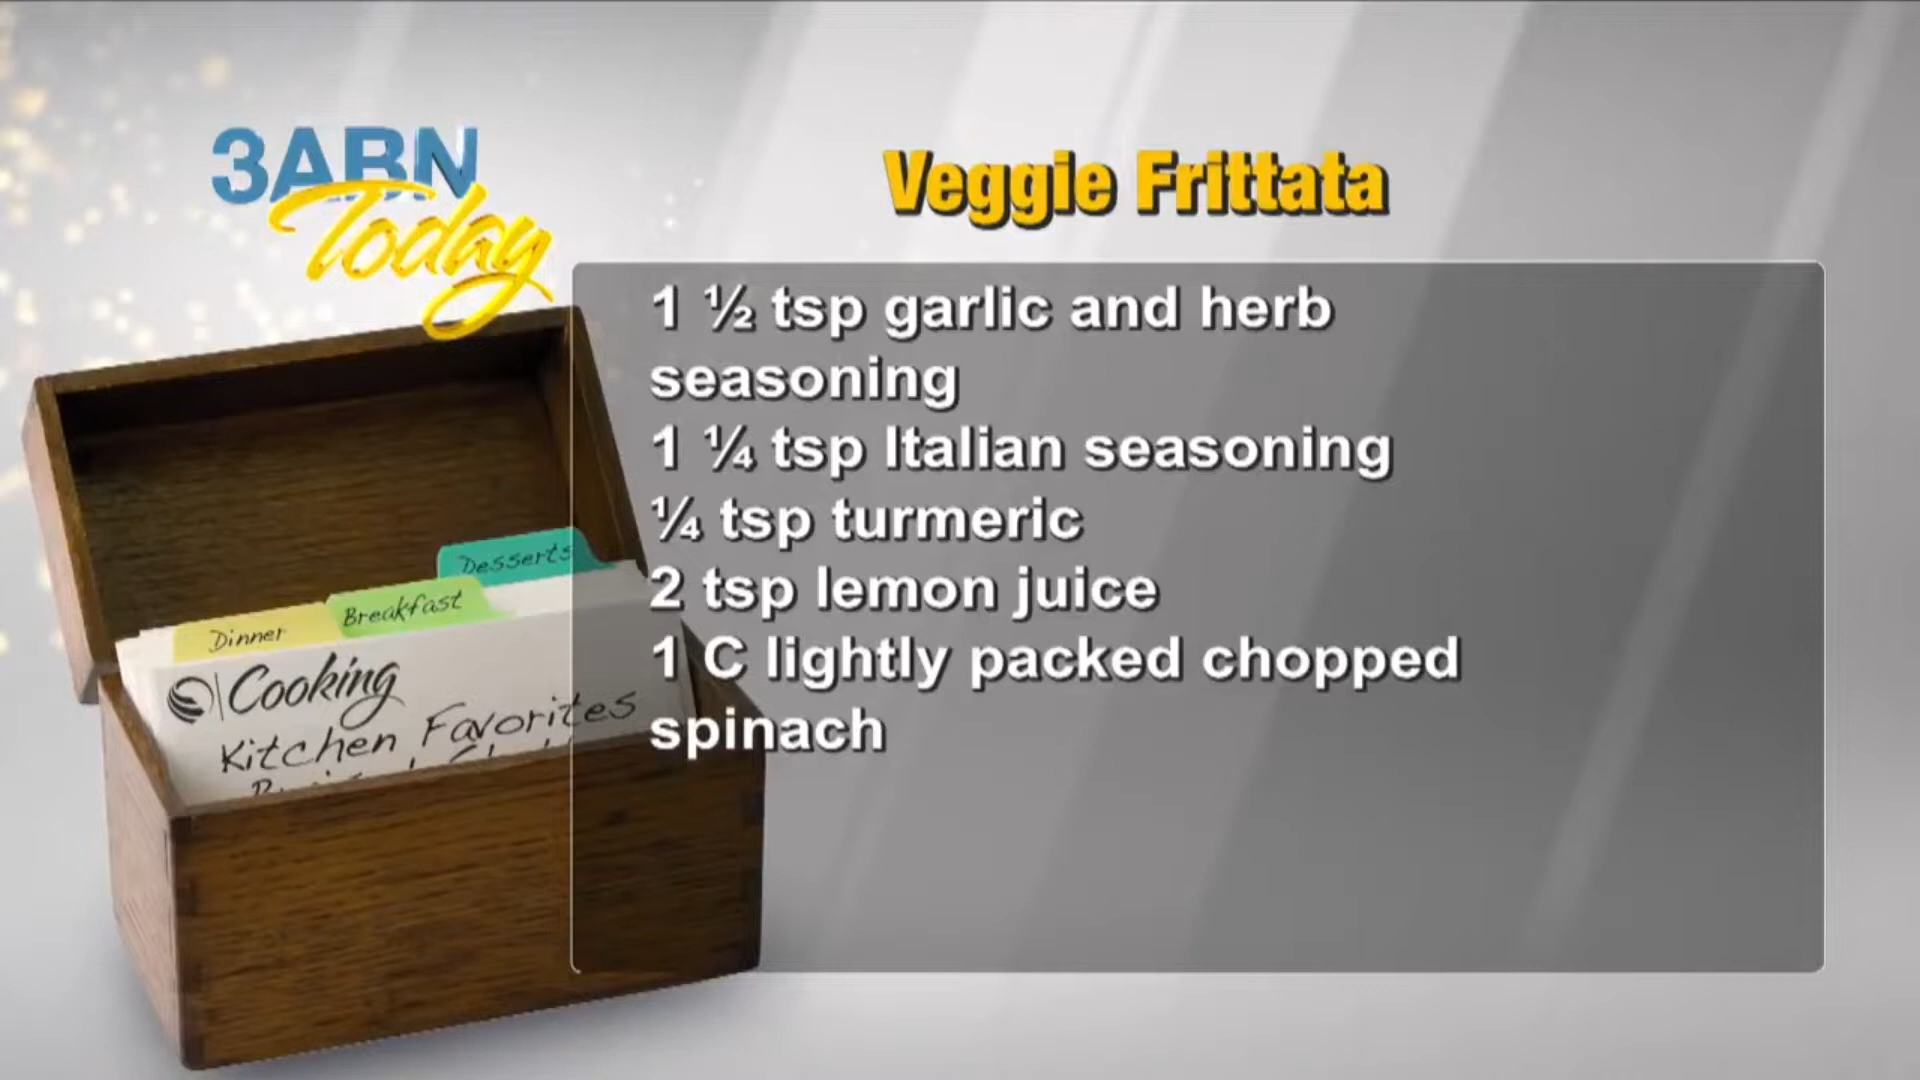 3ABN
Today
Veggie Frittata
1 ½ tsp garlic and herb
seasoning
1 ¼ tsp Italian seasoning
¼ tsp turmeric
2 tsp lemon juice
1 C lightly packed chopped
spinach
Desserts
Breakfast
Dinner
Cooking
Kitchen Favorites